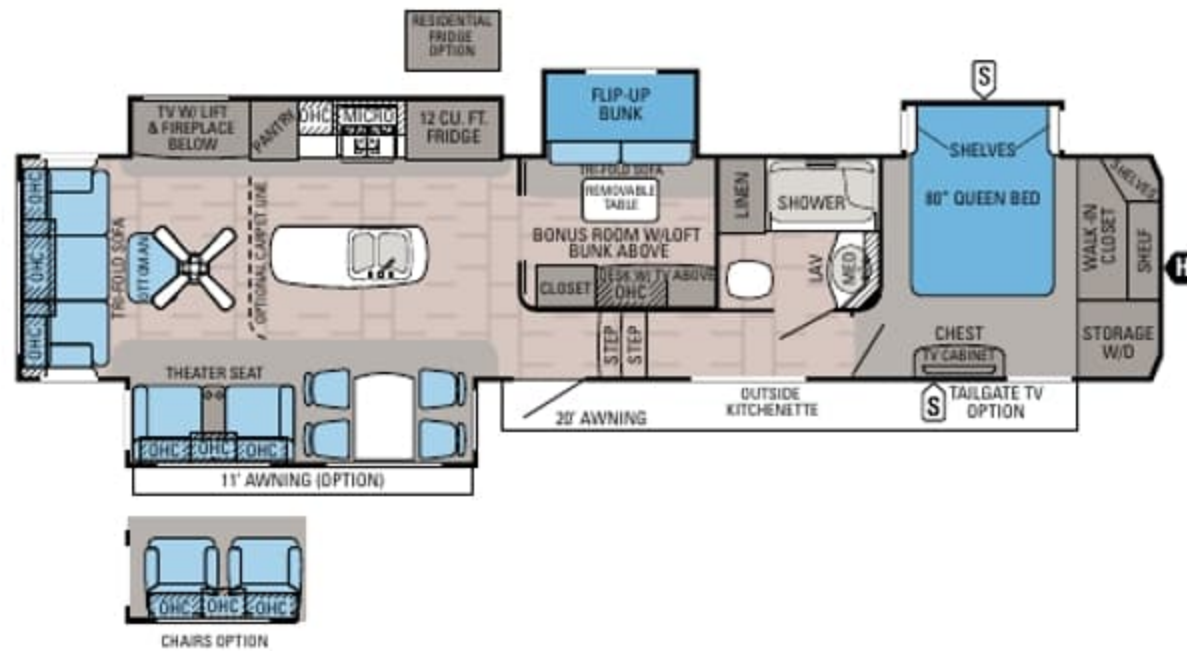 RESIDENTIAL
FRIDGE
OPTION
TV W/ LIFT
& FIREPLACE
BELOW
PANTRY
OHC
MICRO
12 CU. FT.
FRIDGE
FLIP-UP
BUNK
TRI-FOLD SOFA
REMOVABLE
TABLE
BONUS ROOM W/LOFT
BUNK ABOVE
CLOSET
DESK W/ TV ABOVE
OHC
LINEN
SHOWER
LAV
MED
S
SHELVES
80" QUEEN BED
WALK-IN
CLOSET
SHELVES
SHELF
H
STORAGE
W/D
CHEST
TV CABINET
S
TAILGATE TV
OPTION
OUTSIDE
KITCHENETTE
STEP
STEP
20' AWNING
OHC
OHC
OHC
TRI-FOLD SOFA
OTTOMAN
OPTIONAL CARPET LINE
THEATER SEAT
OHC
OHC
OHC
11' AWNING (OPTION)
OHC
OHC
OHC
CHAIRS OPTION